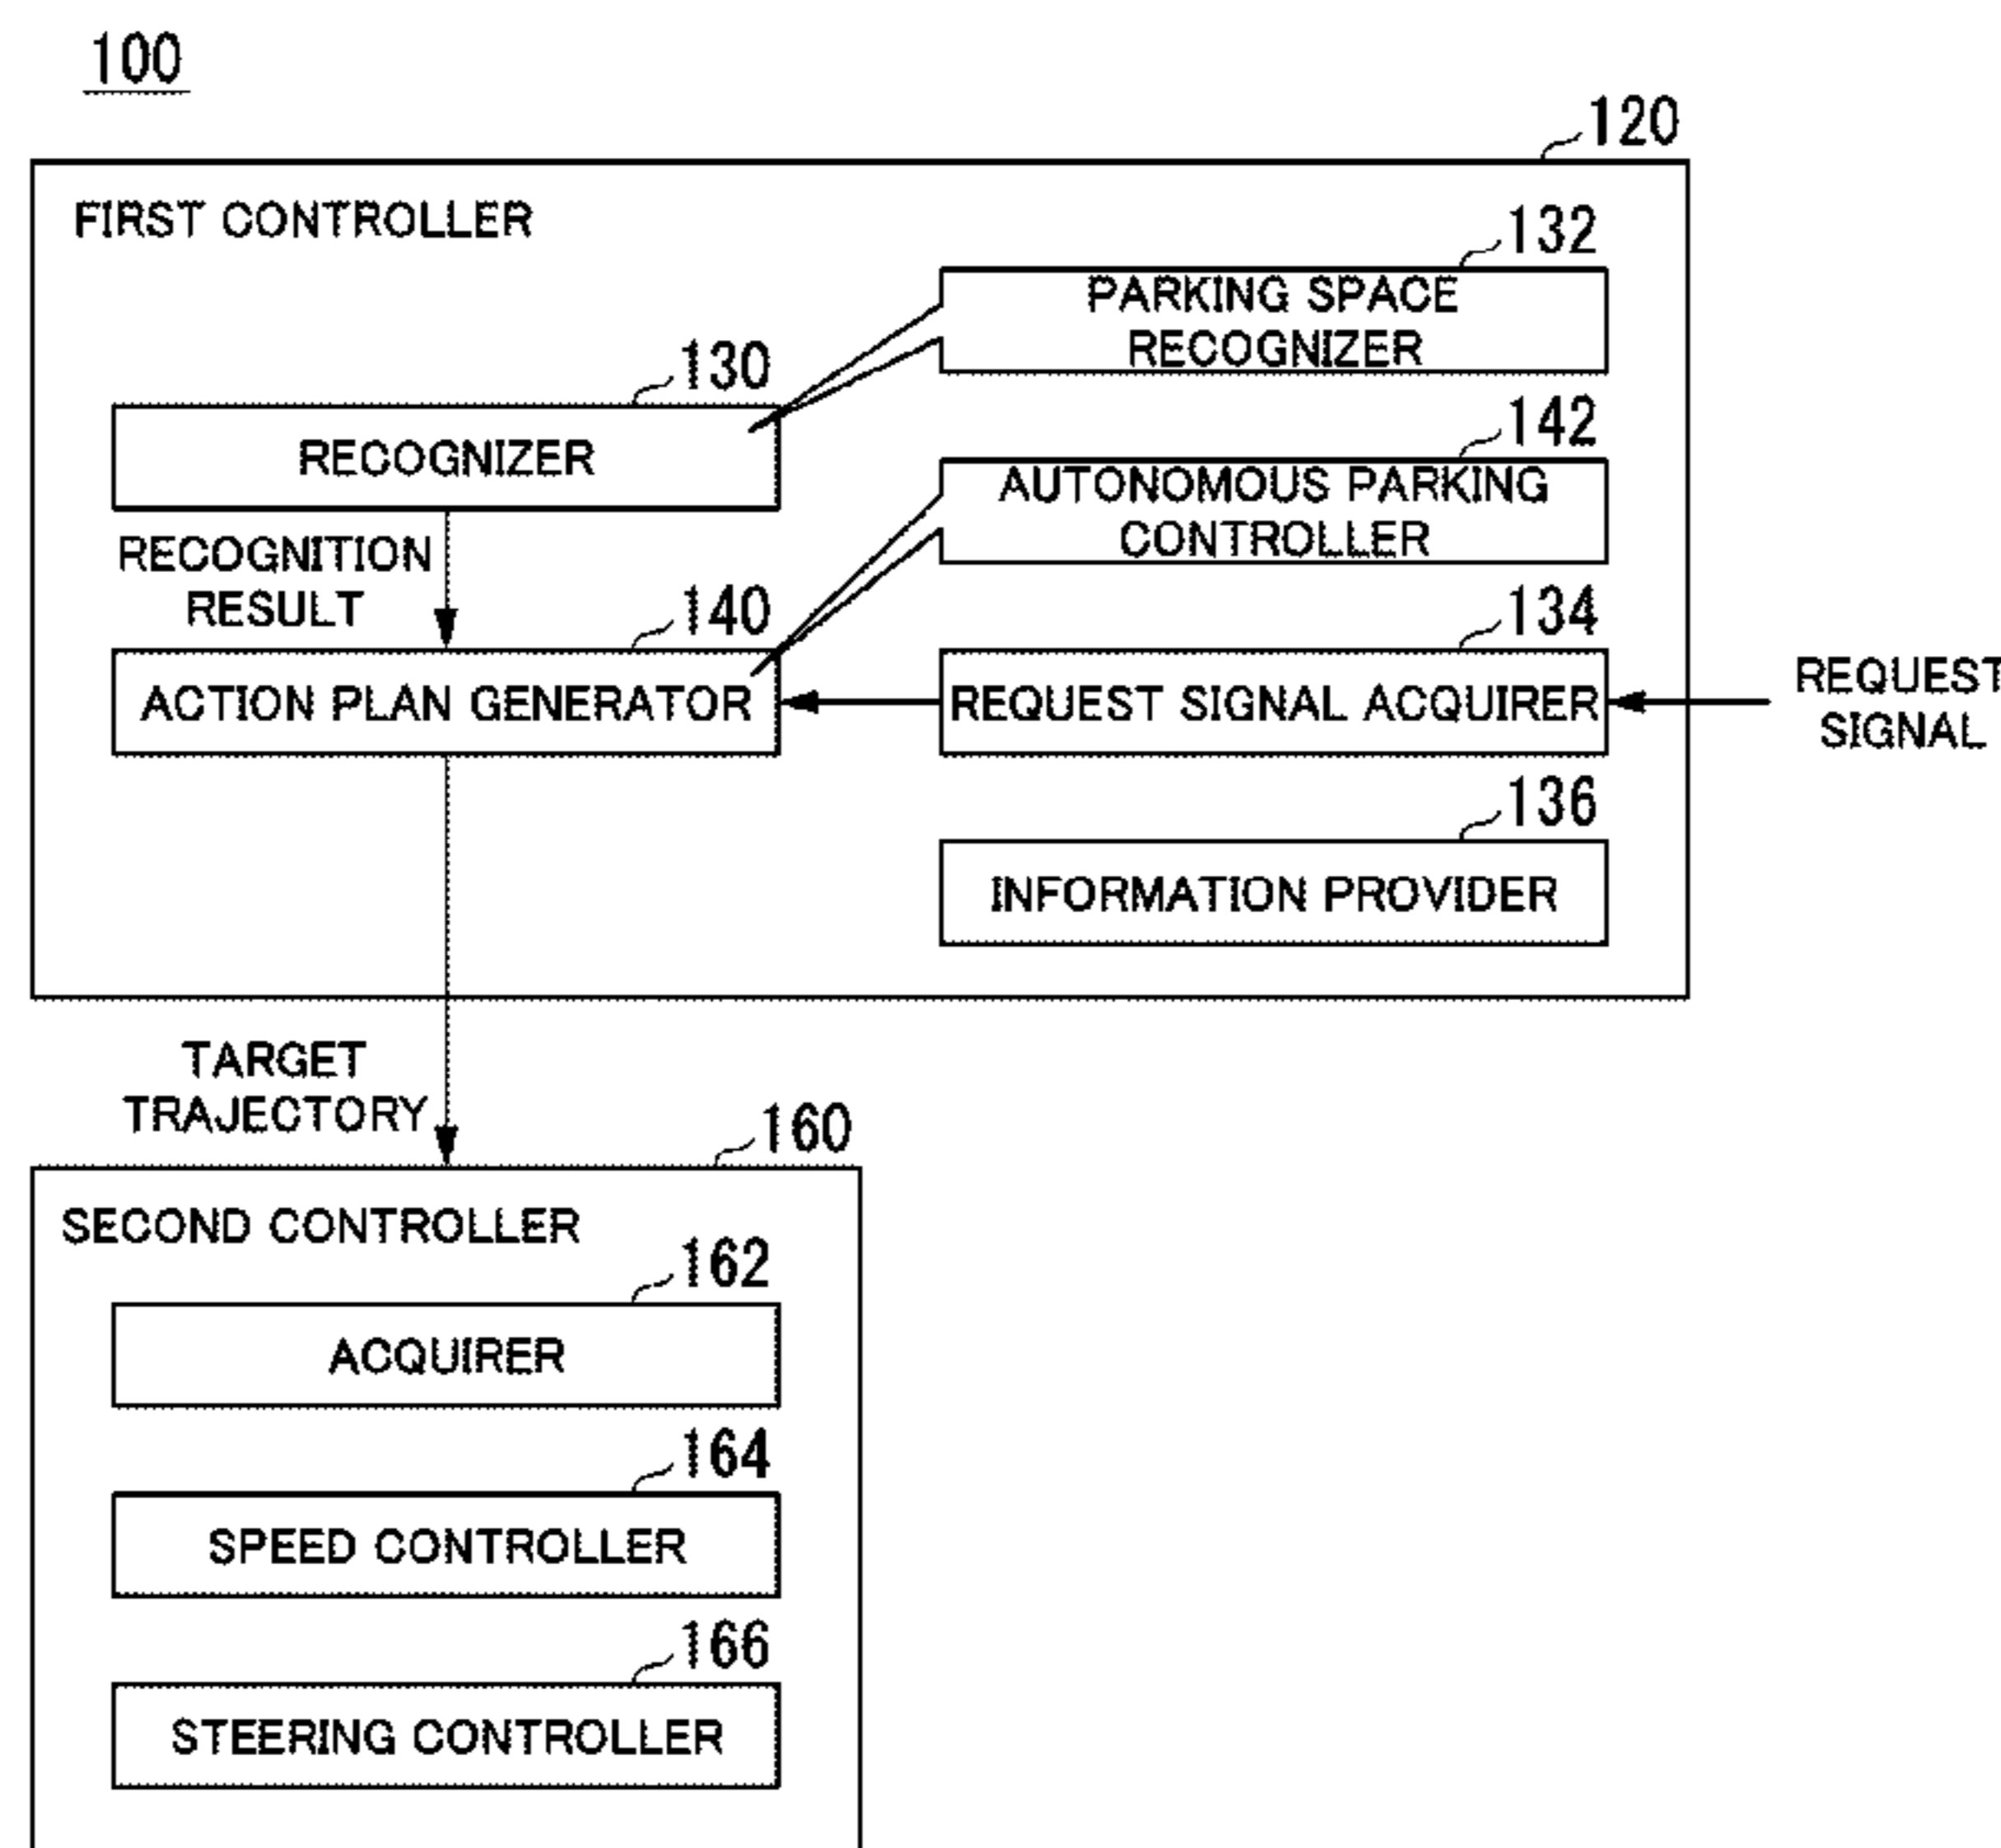 100
120
FIRST CONTROLLER
132
PARKING SPACE
RECOGNIZER
130
RECOGNIZER
142
AUTONOMOUS PARKING
CONTROLLER
RECOGNITION
RESULT
140
ACTION PLAN GENERATOR
134
REQUEST SIGNAL ACQUIRER
REQUEST
SIGNAL
136
INFORMATION PROVIDER
TARGET
TRAJECTORY
160
SECOND CONTROLLER
162
ACQUIRER
164
SPEED CONTROLLER
166
STEERING CONTROLLER